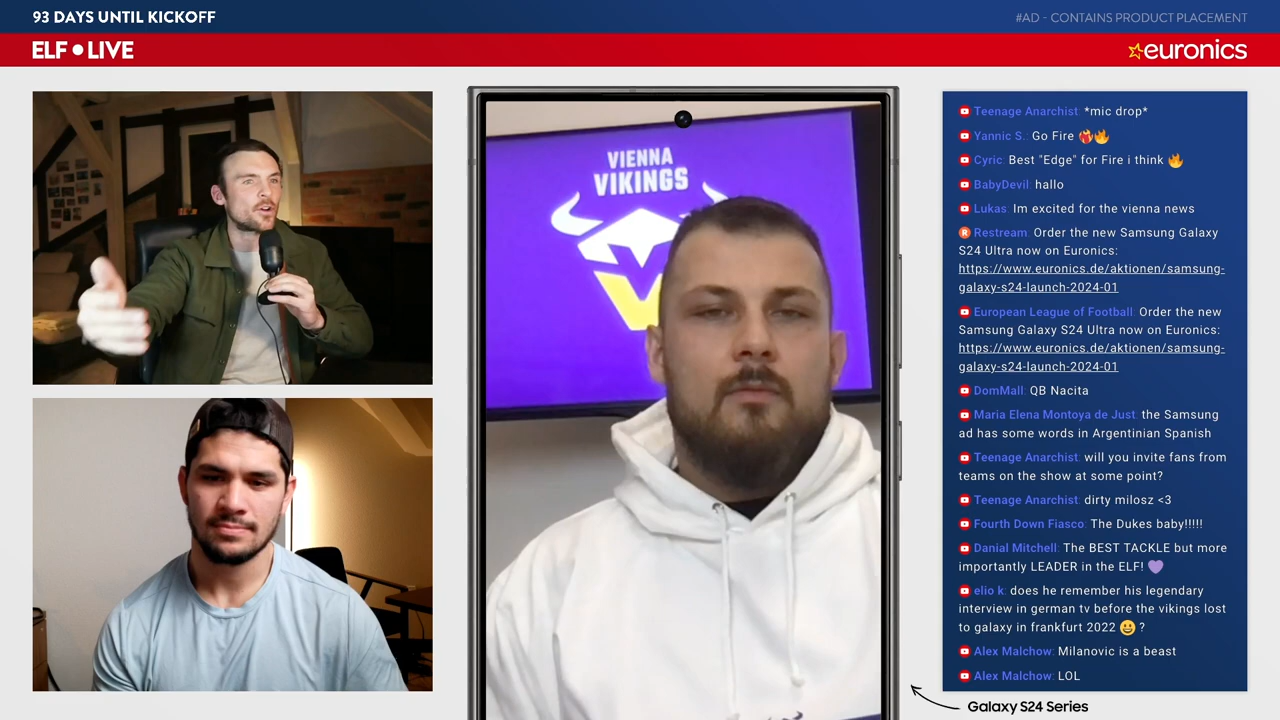 93 DAYS UNTIL KICKOFF
#AD - CONTAINS PRODUCT PLACEMENT
ELF LIVE
euronics
VIENNA
VIKINGS
Teenage Anarchist: *mic drop*
Yannic S.: Go Fire ❤️‍🔥🔥
Cyric: Best "Edge" for Fire i think 🔥
BabyDevil: hallo
Lukas: Im excited for the vienna news
Restream: Order the new Samsung Galaxy
S24 Ultra now on Euronics:
https://www.euronics.de/aktionen/samsung-
galaxy-s24-launch-2024-01
European League of Football: Order the new
Samsung Galaxy S24 Ultra now on Euronics:
https://www.euronics.de/aktionen/samsung-
galaxy-s24-launch-2024-01
DomMall: QB Nacita
Maria Elena Montoya de Just: the Samsung
ad has some words in Argentinian Spanish
Teenage Anarchist: will you invite fans from
teams on the show at some point?
Teenage Anarchist: dirty milosz <3
Fourth Down Fiasco: The Dukes baby!!!!!
Danial Mitchell: The BEST TACKLE but more
importantly LEADER in the ELF! 💜
elio k: does he remember his legendary
interview in german tv before the vikings lost
to galaxy in frankfurt 2022 😃 ?
Alex Malchow: Milanovic is a beast
Alex Malchow: LOL
Galaxy S24 Series